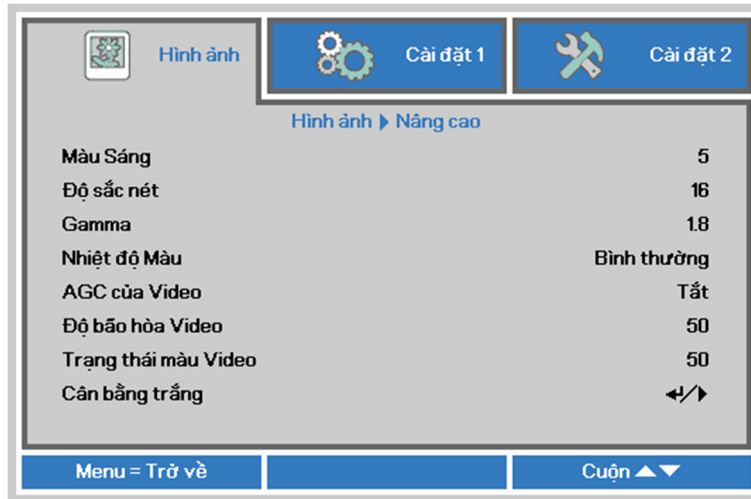 Hình ảnh Cài đặt 1 Cài đặt 2
Hình ảnh Nâng cao
Màu Sáng 5
Độ sắc nét 16
Gamma 1.8
Nhiệt độ Màu Bình thường
AGC của Video Tắt
Độ bão hòa Video 50
Trạng thái màu Video 50
Cân bằng trắng ↵/▶
Menu = Trở về Cuộn ▲▼